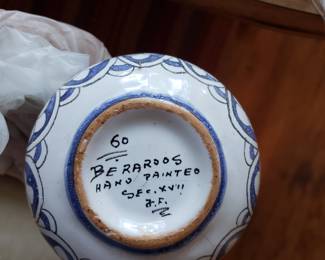 60
BERARDOS
HAND PAINTED
SEC. XVII
J.F.